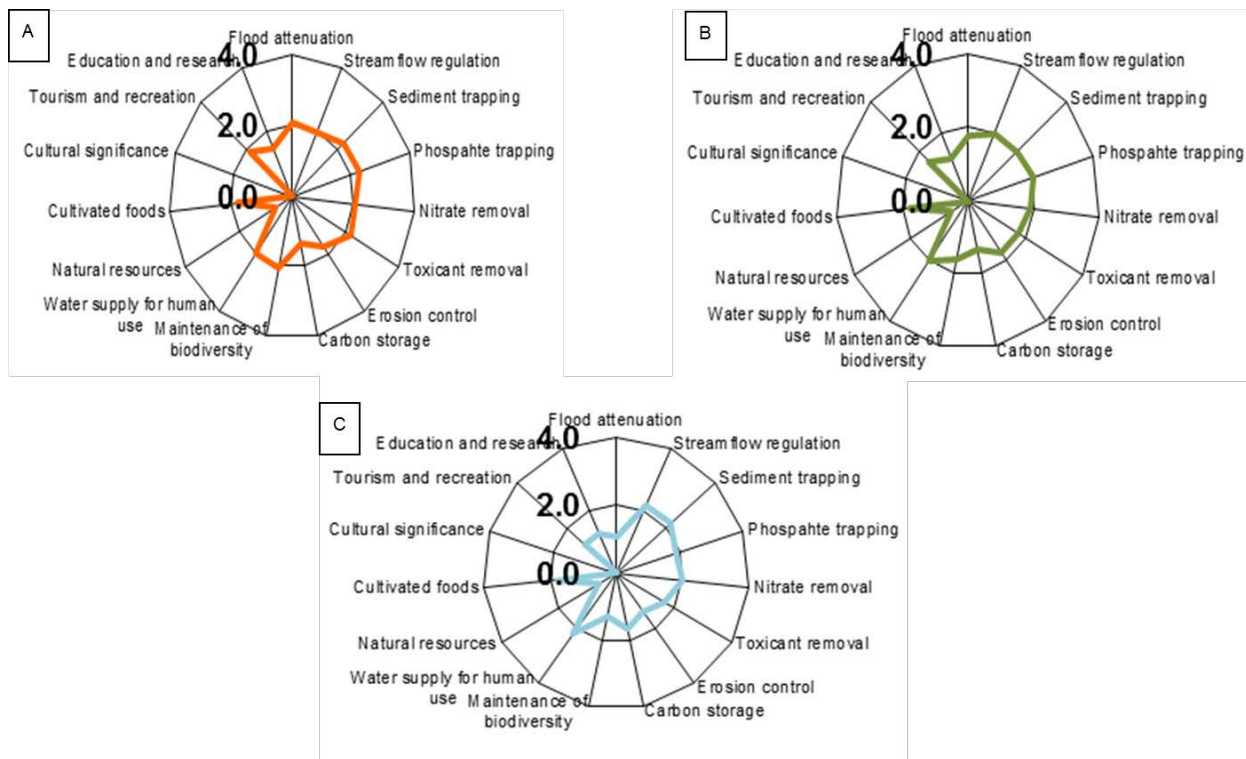 A
Flood attenuation
4.0
Education and research
Stream flow regulation
Tourism and recreation
Sediment trapping
2.0
Cultural significance
Phospahte trapping
0.0
Cultivated foods
Nitrate removal
Natural resources
Toxicant removal
Water supply for human
use
Erosion control
Maintenance of
biodiversity
Carbon storage
B
Flood attenuation
4.0
Education and research
Stream flow regulation
Tourism and recreation
Sediment trapping
2.0
Cultural significance
Phospahte trapping
0.0
Cultivated foods
Nitrate removal
Natural resources
Toxicant removal
Water supply for human
use
Erosion control
Maintenance of
biodiversity
Carbon storage
C
Flood attenuation
4.0
Education and research
Stream flow regulation
Tourism and recreation
Sediment trapping
2.0
Cultural significance
Phospahte trapping
0.0
Cultivated foods
Nitrate removal
Natural resources
Toxicant removal
Water supply for human
use
Erosion control
Maintenance of
biodiversity
Carbon storage